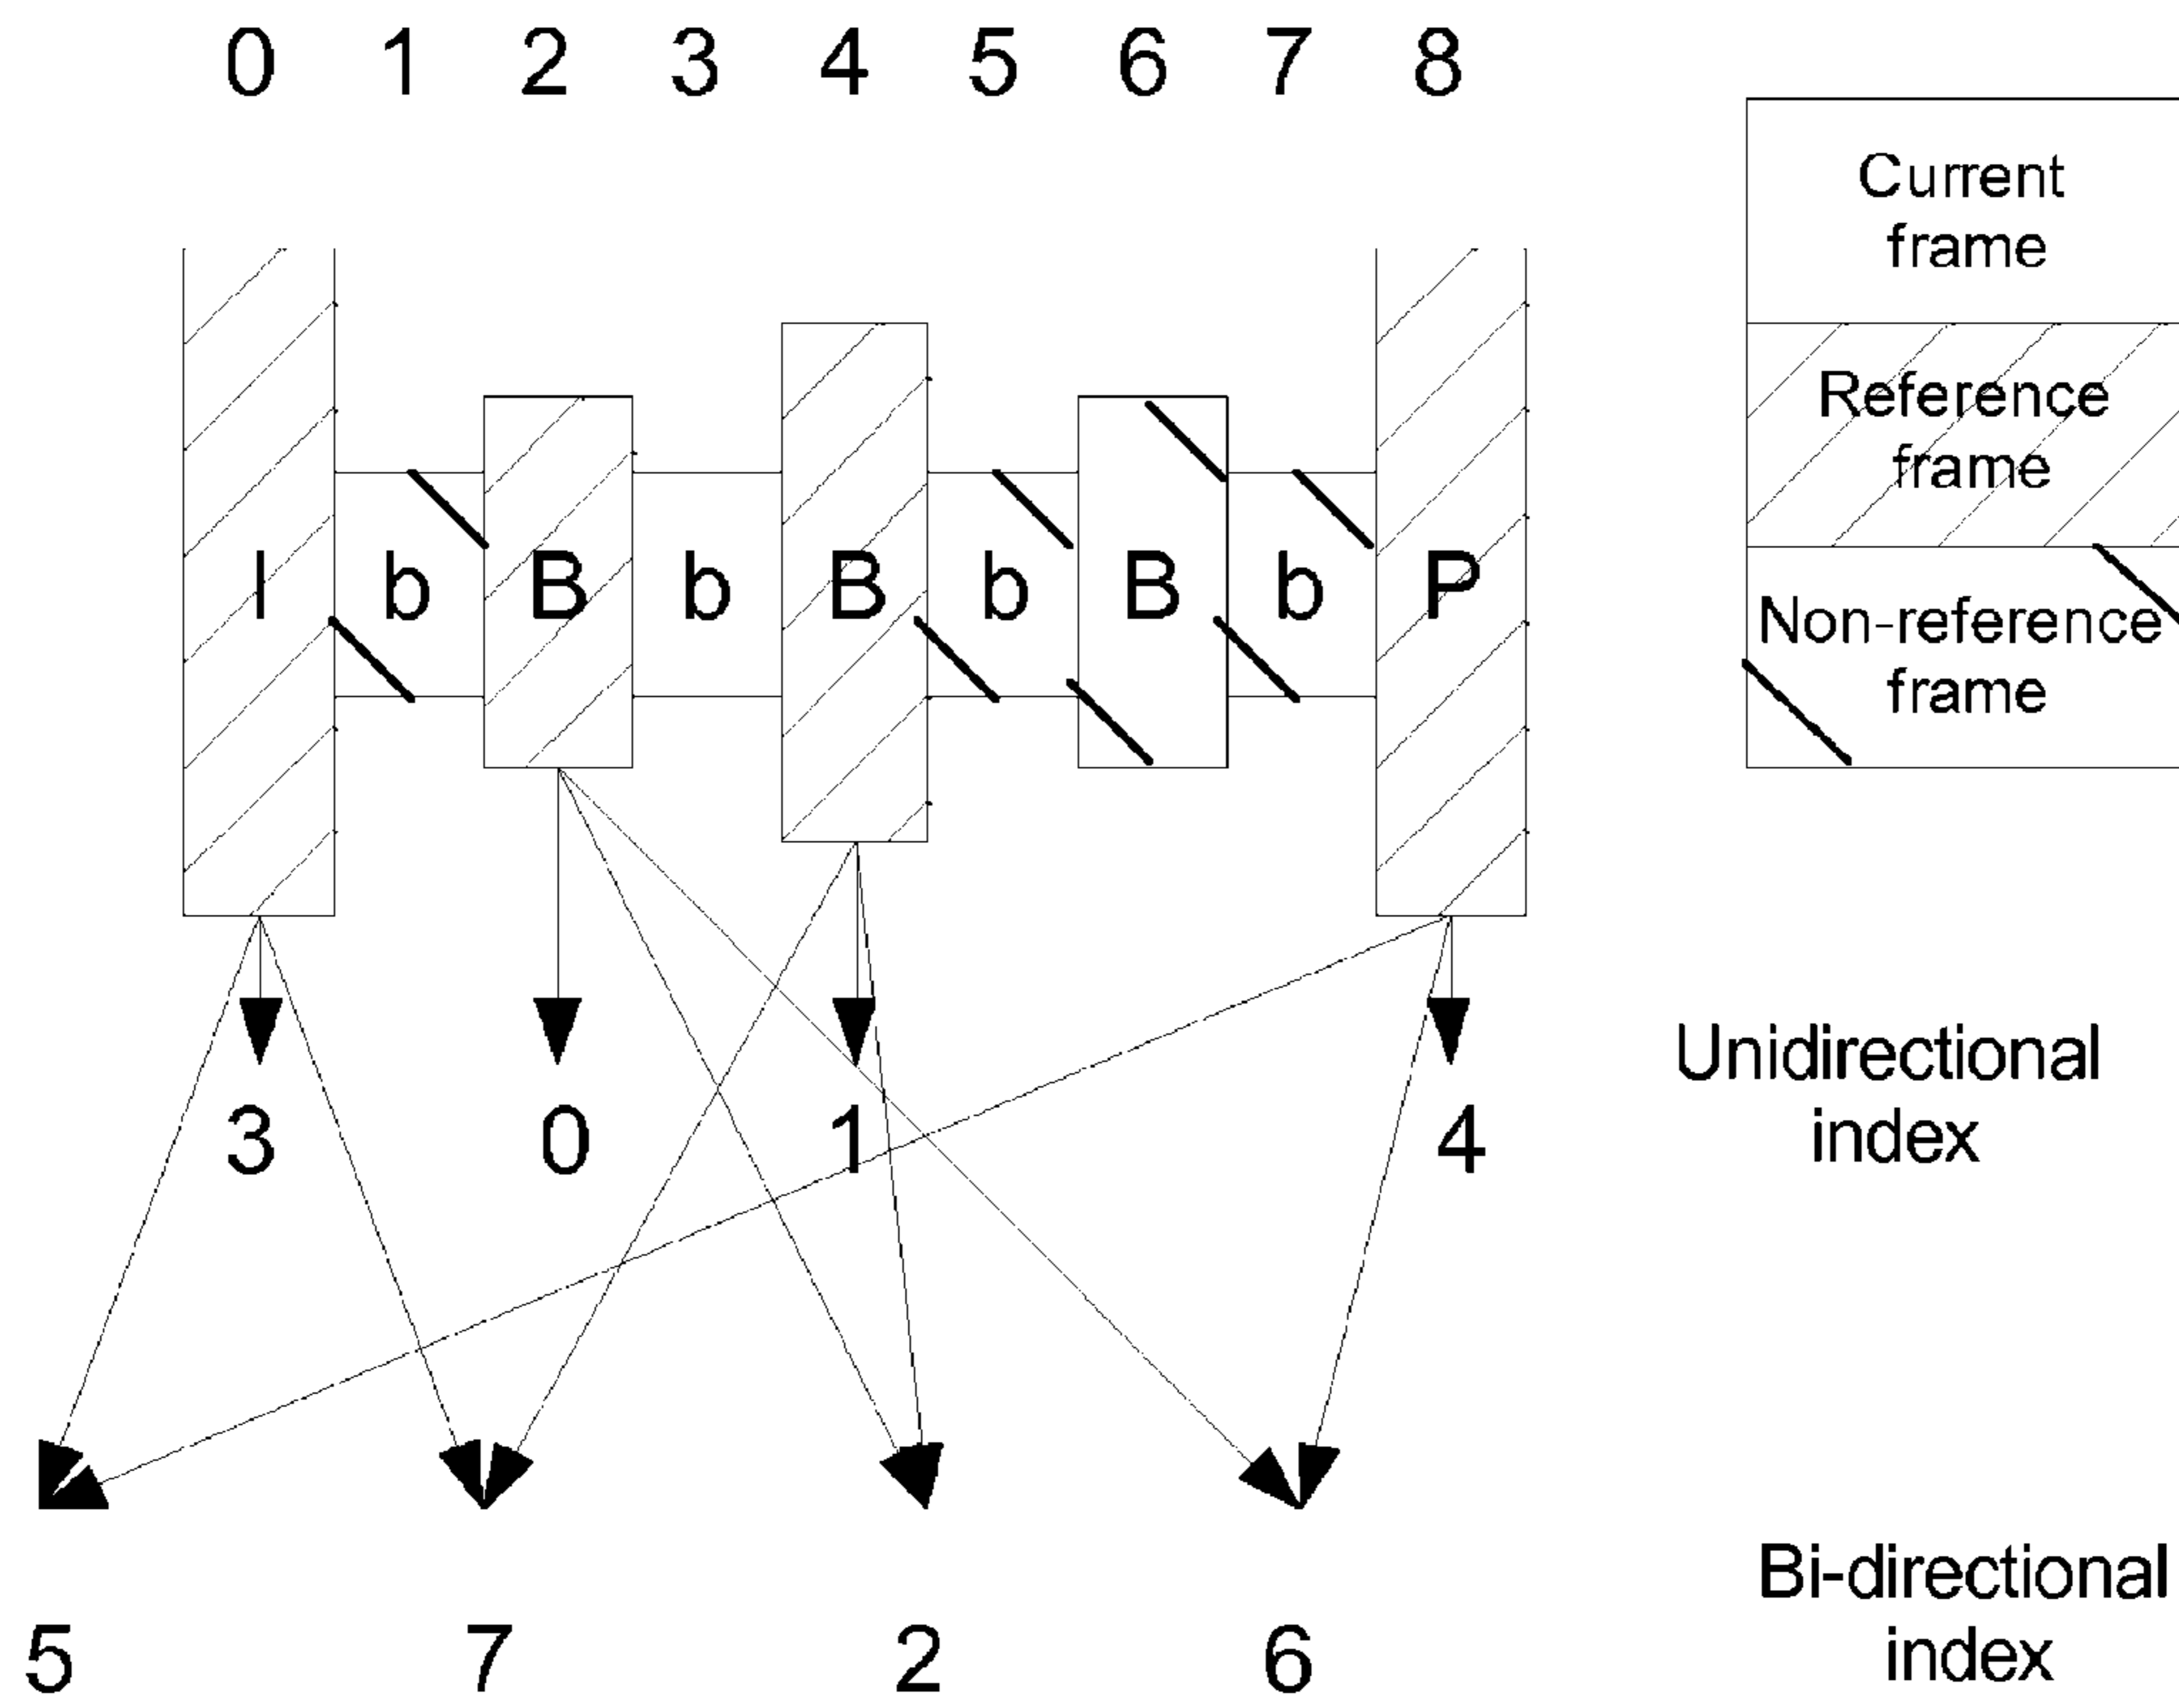 0 1 2 3 4 5 6 7 8
Current
frame
Reference
frame
I b B b B b B b P
Non-reference
frame
3 0 1 4
Unidirectional
index
5 7 2 6
Bi-directional
index